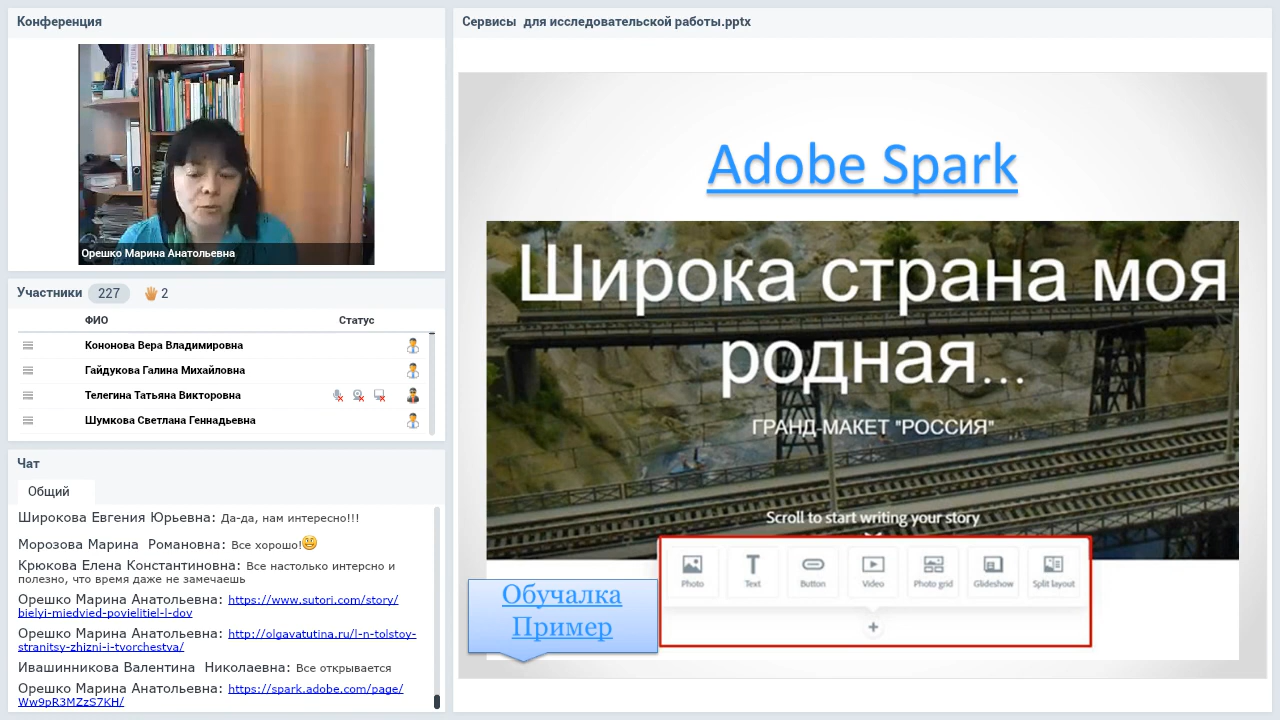 Конференция
Орешко Марина Анатольевна
Участники 227 2
ФИО Статус
Кононова Вера Владимировна
Гайдукова Галина Михайловна
Телегина Татьяна Викторовна
Шумкова Светлана Геннадьевна
Чат
Общий
Широкова Евгения Юрьевна: Да-да, нам интересно!!!
Морозова Марина Романовна: Все хорошо!
Крюкова Елена Константиновна: Все настолько интерсно и
полезно, что время даже не замечаешь
Орешко Марина Анатольевна: https://www.sutori.com/story/
bielyi-miedvied-povielitiel-l-dov
Орешко Марина Анатольевна: http://olgavatutina.ru/l-n-tolstoy-
stranitsy-zhizni-i-tvorchestva/
Ивашинникова Валентина Николаевна: Все открывается
Орешко Марина Анатольевна: https://spark.adobe.com/page/
Ww9pR3MZzS7KH/
Сервисы для исследовательской работы.pptx
Adobe Spark
Широка страна моя
родная...
ГРАНД-МАКЕТ "РОССИЯ"
Scroll to start writing your story
Photo Text Button Video Photo grid Glideshow Split layout
Обучалка
Пример